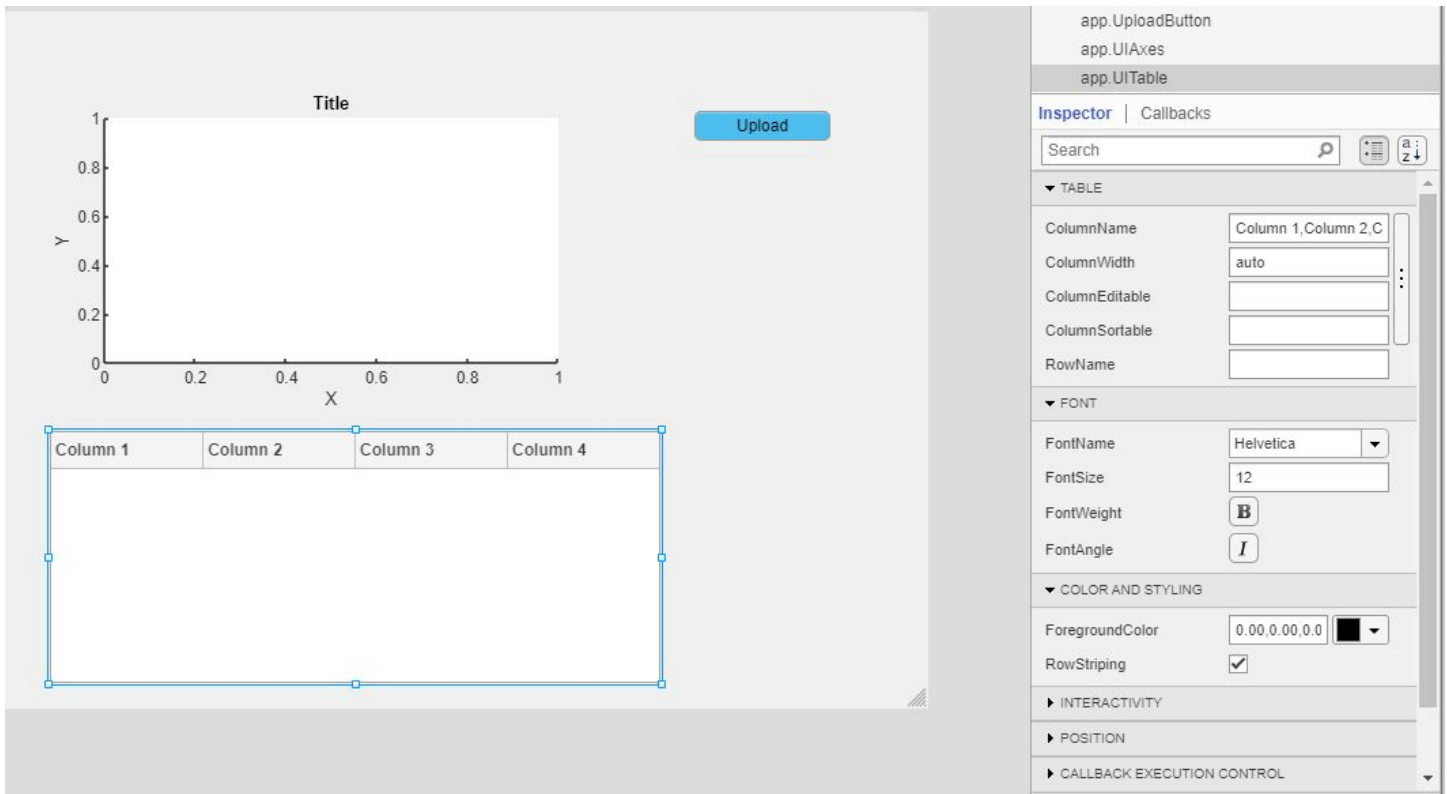 app.UploadButton
app.UIAxes
app.UITable
Title
Upload
1
0.8
0.6
Y
0.4
0.2
0
0 0.2 0.4 0.6 0.8 1
X
Column 1 Column 2 Column 3 Column 4
Inspector | Callbacks
Search
a
z
TABLE
ColumnName Column 1,Column 2,C
ColumnWidth auto
ColumnEditable
ColumnSortable
RowName
FONT
FontName Helvetica
FontSize 12
FontWeight B
FontAngle I
COLOR AND STYLING
ForegroundColor 0.00,0.00,0.0
RowStriping
INTERACTIVITY
POSITION
CALLBACK EXECUTION CONTROL